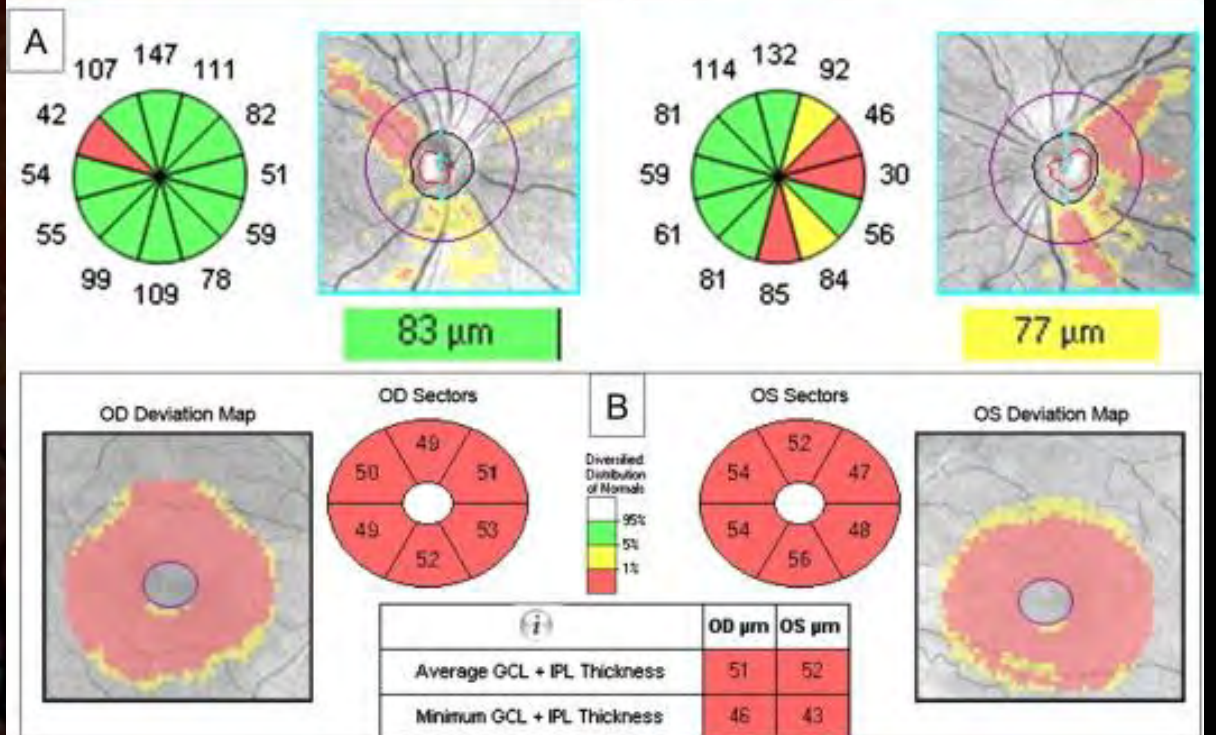 A
107 147 111
42 82
54 51
55 59
99 109 78
83 µm
114 132 92
81 46
59 30
61 56
81 85 84
77 µm
B
OD Deviation Map
OD Sectors
49
50 51
49 53
52
Diversified:
Distribution
of Normals
95%
5%
1%
OS Sectors
52
54 47
54 48
56
OS Deviation Map
i OD µm OS µm
Average GCL + IPL Thickness 51 52
Minimum GCL + IPL Thickness 46 43